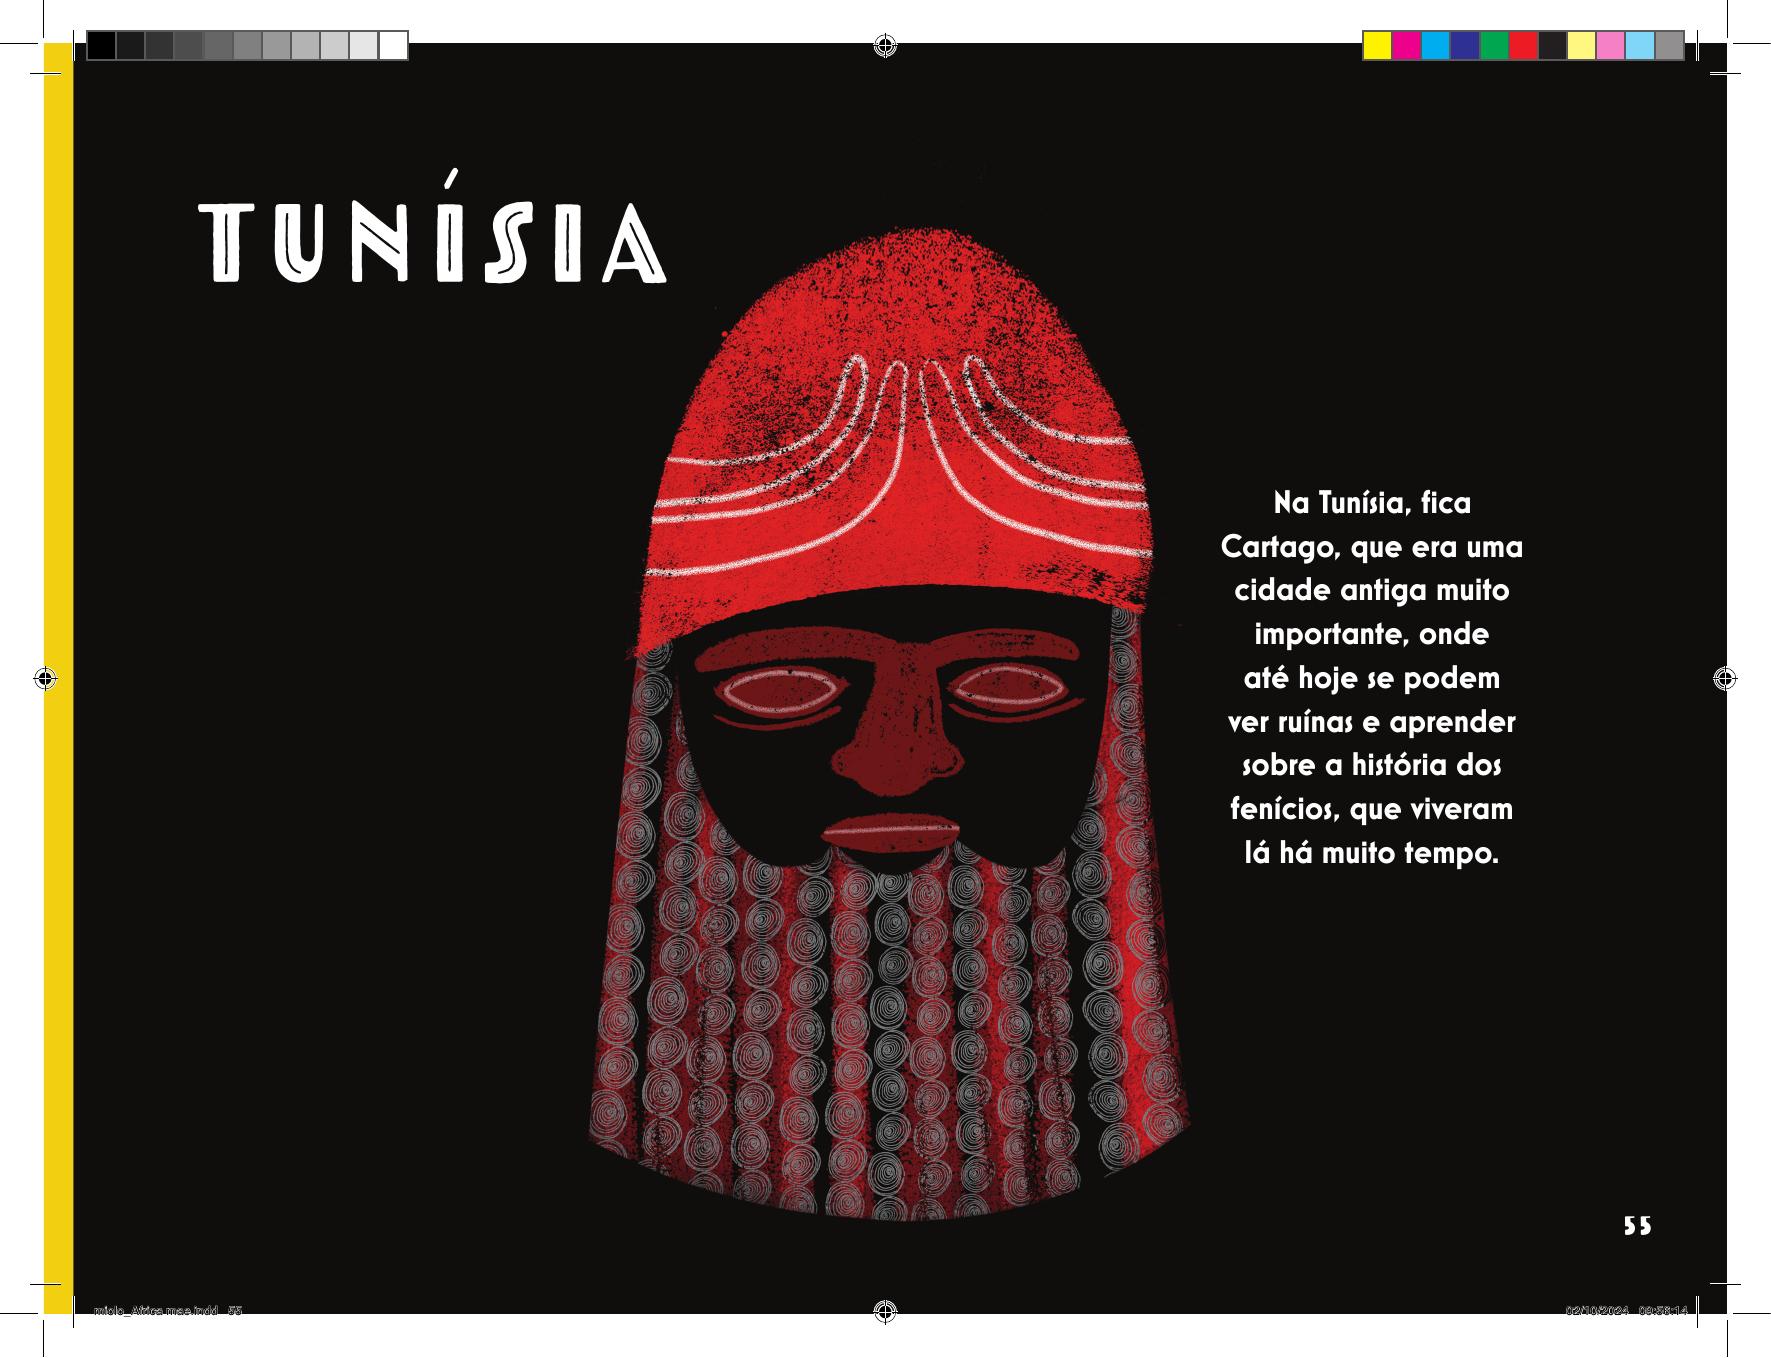 TUNÍSIA
Na Tunísia, fica
Cartago, que era uma
cidade antiga muito
importante, onde
até hoje se podem
ver ruínas e aprender
sobre a história dos
fenícios, que viveram
lá há muito tempo.
55
miolo_Africa mae.indd 55
02/10/2024 09:56:14